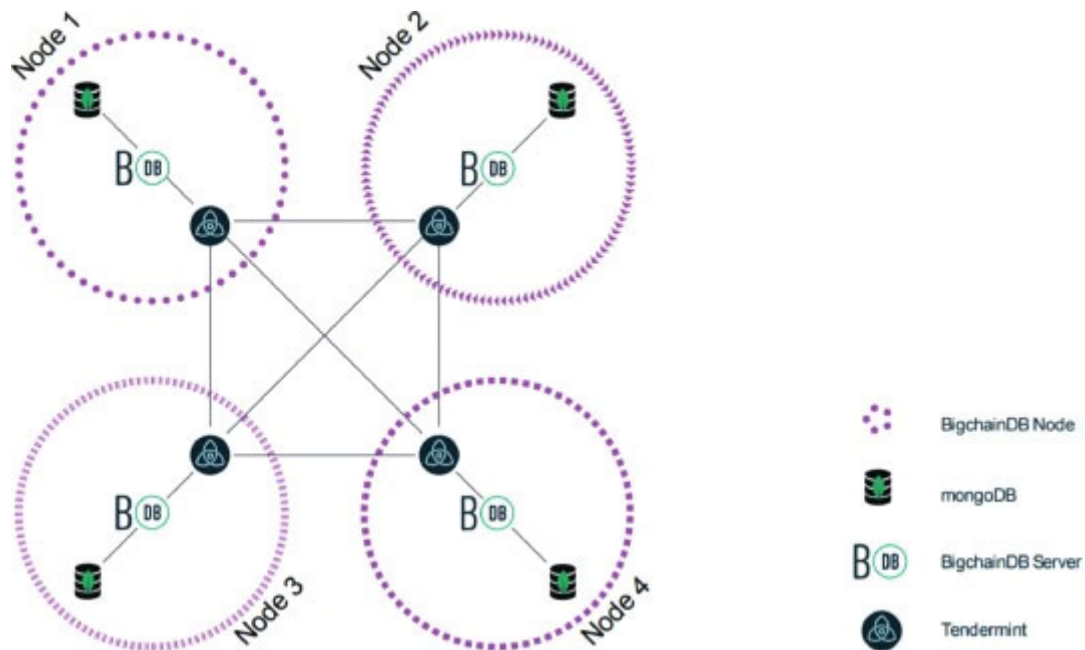 Node 1
Node 2
B DB
B DB
B DB
B DB
Node 3
Node 4
BigchainDB Node
mongoDB
B DB BigchainDB Server
Tendermint